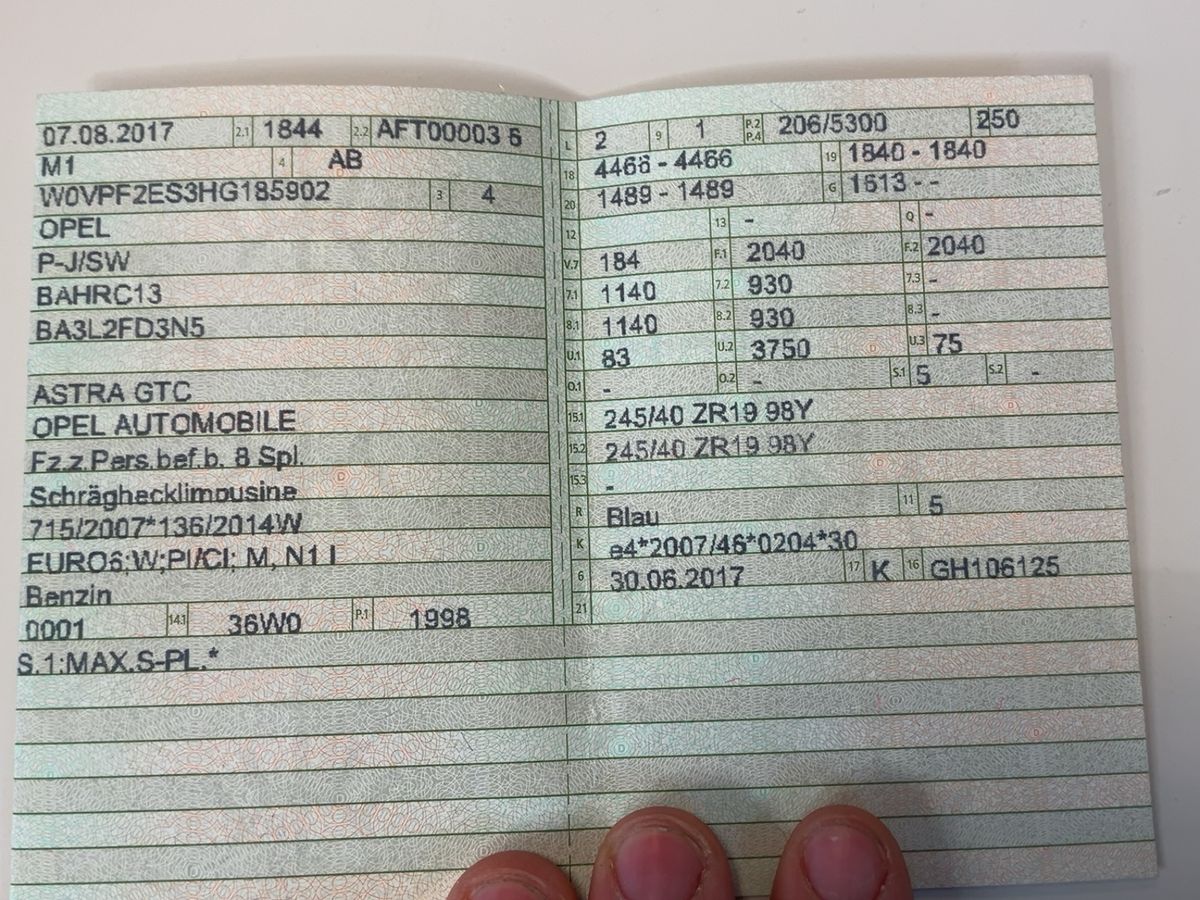 07.08.2017 2.1 1844 2.2 AFT00003 6
M1 4 AB
W0VPF2ES3HG185902 3 4
OPEL
P-J/SW
BAHRC13
BA3L2FD3N5
ASTRA GTC
OPEL AUTOMOBILE
Fz.z.Pers.bef.b. 8 Spl.
Schräghecklimousine
715/2007*136/2014W
EURO6;W;PI/CI; M, N1 I
Benzin
0001 14.1 36W0 P.1 1998
S.1:MAX.S-PL.*
L 2 9 1 P.2 P.4 206/5300 250
18 4466 - 4466 19 1840 - 1840
20 1489 - 1489 G 1613 - -
12 13 - Q -
V.7 184 F.1 2040 F.2 2040
7.1 1140 7.2 930 7.3 -
8.1 1140 8.2 930 8.3 -
U.1 83 U.2 3750 U.3 75
O.1 - O.2 - S.1 5 S.2 -
15.1 245/40 ZR19 98Y
15.2 245/40 ZR19 98Y
15.3 -
R Blau 11 5
K e4*2007/46*0204*30
6 30.06.2017 17 K 16 GH106125
21